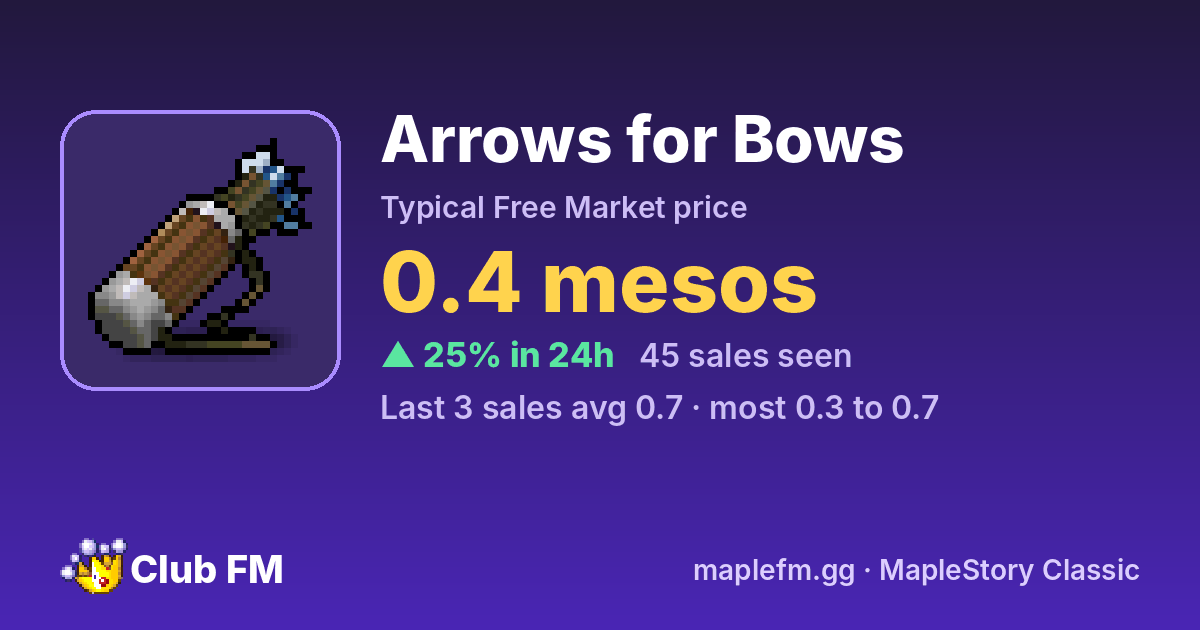 Arrows for Bows
Typical Free Market price
0.4 mesos
▲ 25% in 24h 45 sales seen
Last 3 sales avg 0.7 · most 0.3 to 0.7
Club FM
maplefm.gg · MapleStory Classic